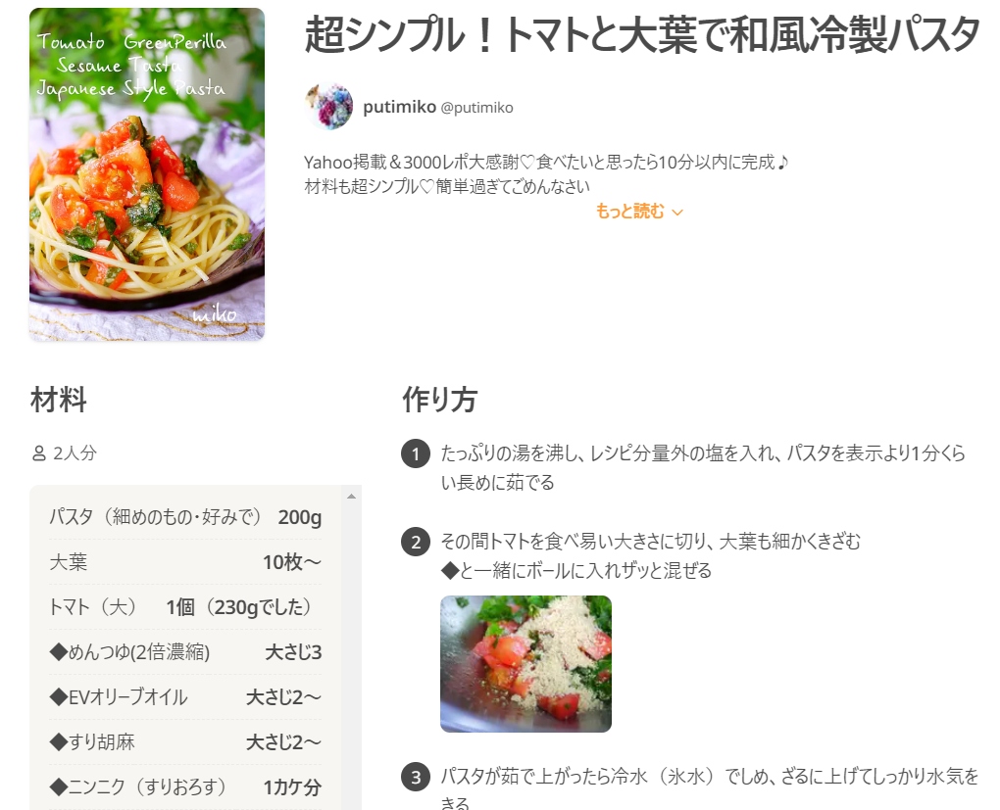 Tomato GreenPerilla
Sesame Tasta
Japanese Style Pasta
miko
超シンプル！トマトと大葉で和風冷製パスタ
putimiko @putimiko
Yahoo掲載＆3000レポ大感謝♡食べたいと思ったら10分以内に完成♪
材料も超シンプル♡簡単過ぎてごめんなさい
もっと読む
材料
2人分
パスタ（細めのもの・好みで） 200g
大葉 10枚〜
トマト（大） 1個（230gでした）
◆めんつゆ(2倍濃縮) 大さじ3
◆EVオリーブオイル 大さじ2〜
◆すり胡麻 大さじ2〜
◆ニンニク（すりおろす） 1カケ分
作り方
1 たっぷりの湯を沸し、レシピ分量外の塩を入れ、パスタを表示より1分くら
い長めに茹でる
2 その間トマトを食べ易い大きさに切り、大葉も細かくきざむ
◆と一緒にボールに入れザッと混ぜる
3 パスタが茹で上がったら冷水（氷水）でしめ、ざるに上げてしっかり水気を
きる